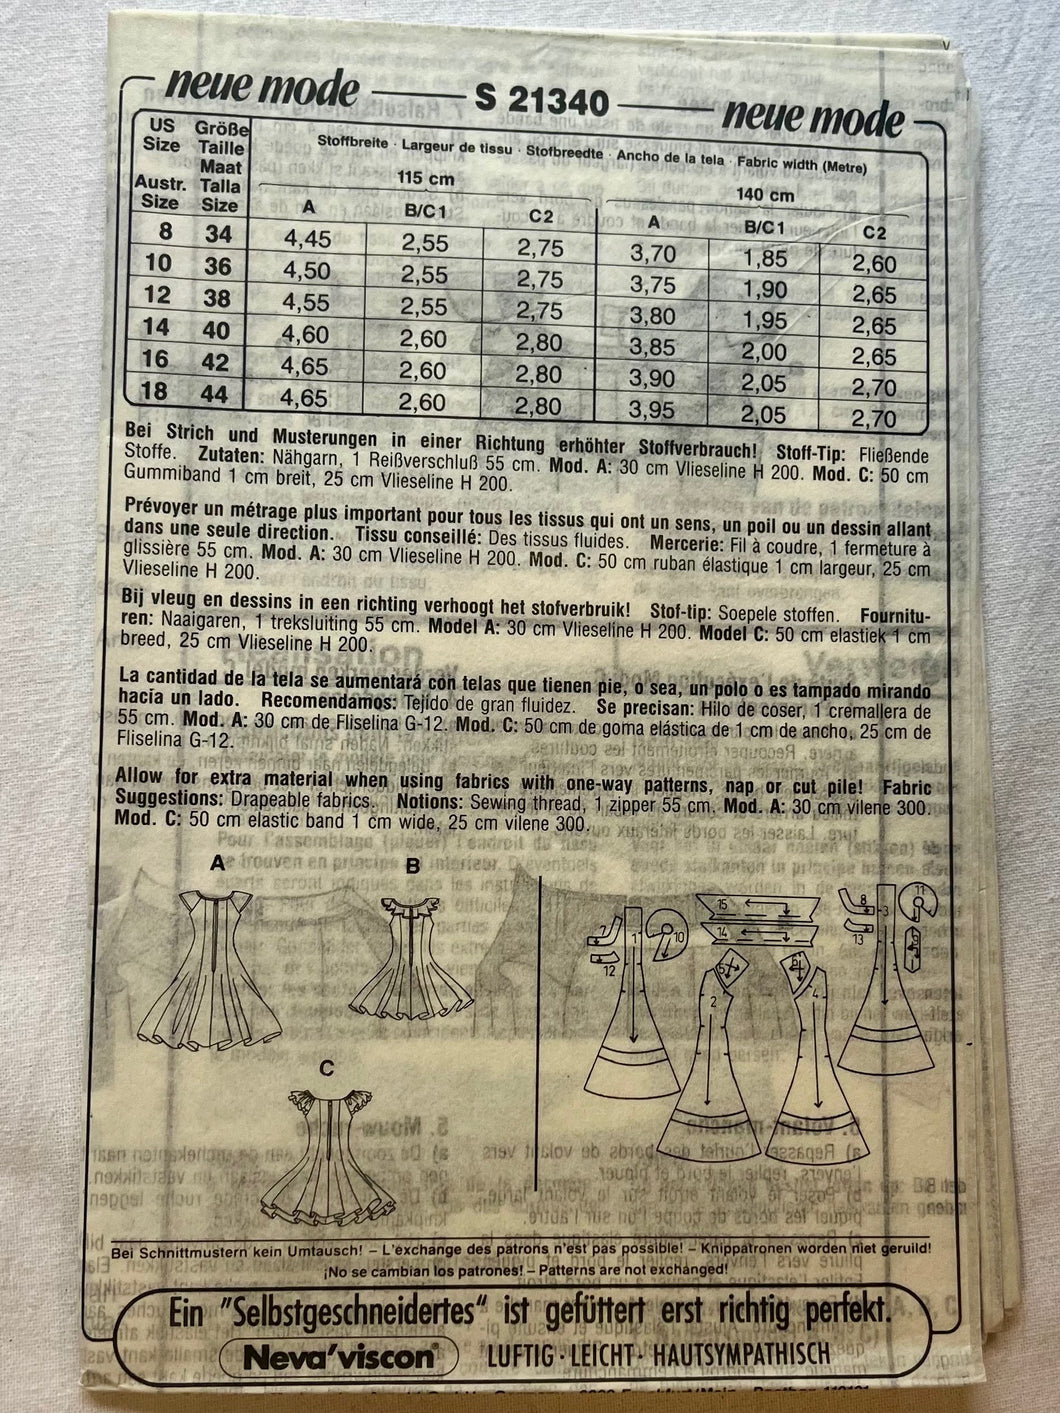 neue mode S 21340 neue mode
US Size Austr. Size
Größe Taille Maat Talla Size
Stoffbreite · Largeur de tissu · Stofbreedte · Ancho de la tela · Fabric width (Metre)
115 cm 140 cm
A B/C1 C2 A B/C1 C2
8 34 4,45 2,55 2,75 3,70 1,85 2,60
10 36 4,50 2,55 2,75 3,75 1,90 2,65
12 38 4,55 2,55 2,75 3,80 1,95 2,65
14 40 4,60 2,60 2,80 3,85 2,00 2,65
16 42 4,65 2,60 2,80 3,90 2,05 2,70
18 44 4,65 2,60 2,80 3,95 2,05 2,70
Bei Strich und Musterungen in einer Richtung erhöhter Stoffverbrauch! Stoff-Tip: Fließende
Stoffe. Zutaten: Nähgarn, 1 Reißverschluß 55 cm. Mod. A: 30 cm Vlieseline H 200. Mod. C: 50 cm
Gummiband 1 cm breit, 25 cm Vlieseline H 200.
Prévoyer un métrage plus important pour tous les tissus qui ont un sens, un poil ou un dessin allant
dans une seule direction. Tissu conseillé: Des tissus fluides. Mercerie: Fil à coudre, 1 fermeture à
glissière 55 cm. Mod. A: 30 cm Vlieseline H 200. Mod. C: 50 cm ruban élastique 1 cm largeur, 25 cm
Vlieseline H 200.
Bij vleug en dessins in een richting verhoogt het stofverbruik! Stof-tip: Soepele stoffen. Fournitu-
ren: Naaigaren, 1 treksluiting 55 cm. Model A: 30 cm Vlieseline H 200. Model C: 50 cm elastiek 1 cm
breed, 25 cm Vlieseline H 200.
La cantidad de la tela se aumentará con telas que tienen pie, o sea, un polo o es tampado mirando
hacia un lado. Recomendamos: Tejido de gran fluidez. Se precisan: Hilo de coser, 1 cremallera de
55 cm. Mod. A: 30 cm de Fliselina G-12. Mod. C: 50 cm de goma elástica de 1 cm de ancho, 25 cm de
Fliselina G-12.
Allow for extra material when using fabrics with one-way patterns, nap or cut pile! Fabric
Suggestions: Drapeable fabrics. Notions: Sewing thread, 1 zipper 55 cm. Mod. A: 30 cm vilene 300.
Mod. C: 50 cm elastic band 1 cm wide, 25 cm vilene 300.
A B
C
7 1 10 12
15
14
5 2
6 4
8 3 11 13 9
Bei Schnittmustern kein Umtausch! – L'échange des patrons n'est pas possible! – Knippatronen worden niet geruild!
¡No se cambian los patrones! – Patterns are not exchanged!
Ein "Selbstgeschneidertes" ist gefüttert erst richtig perfekt.
Neva'viscon® LUFTIG · LEICHT · HAUTSYMPATHISCH